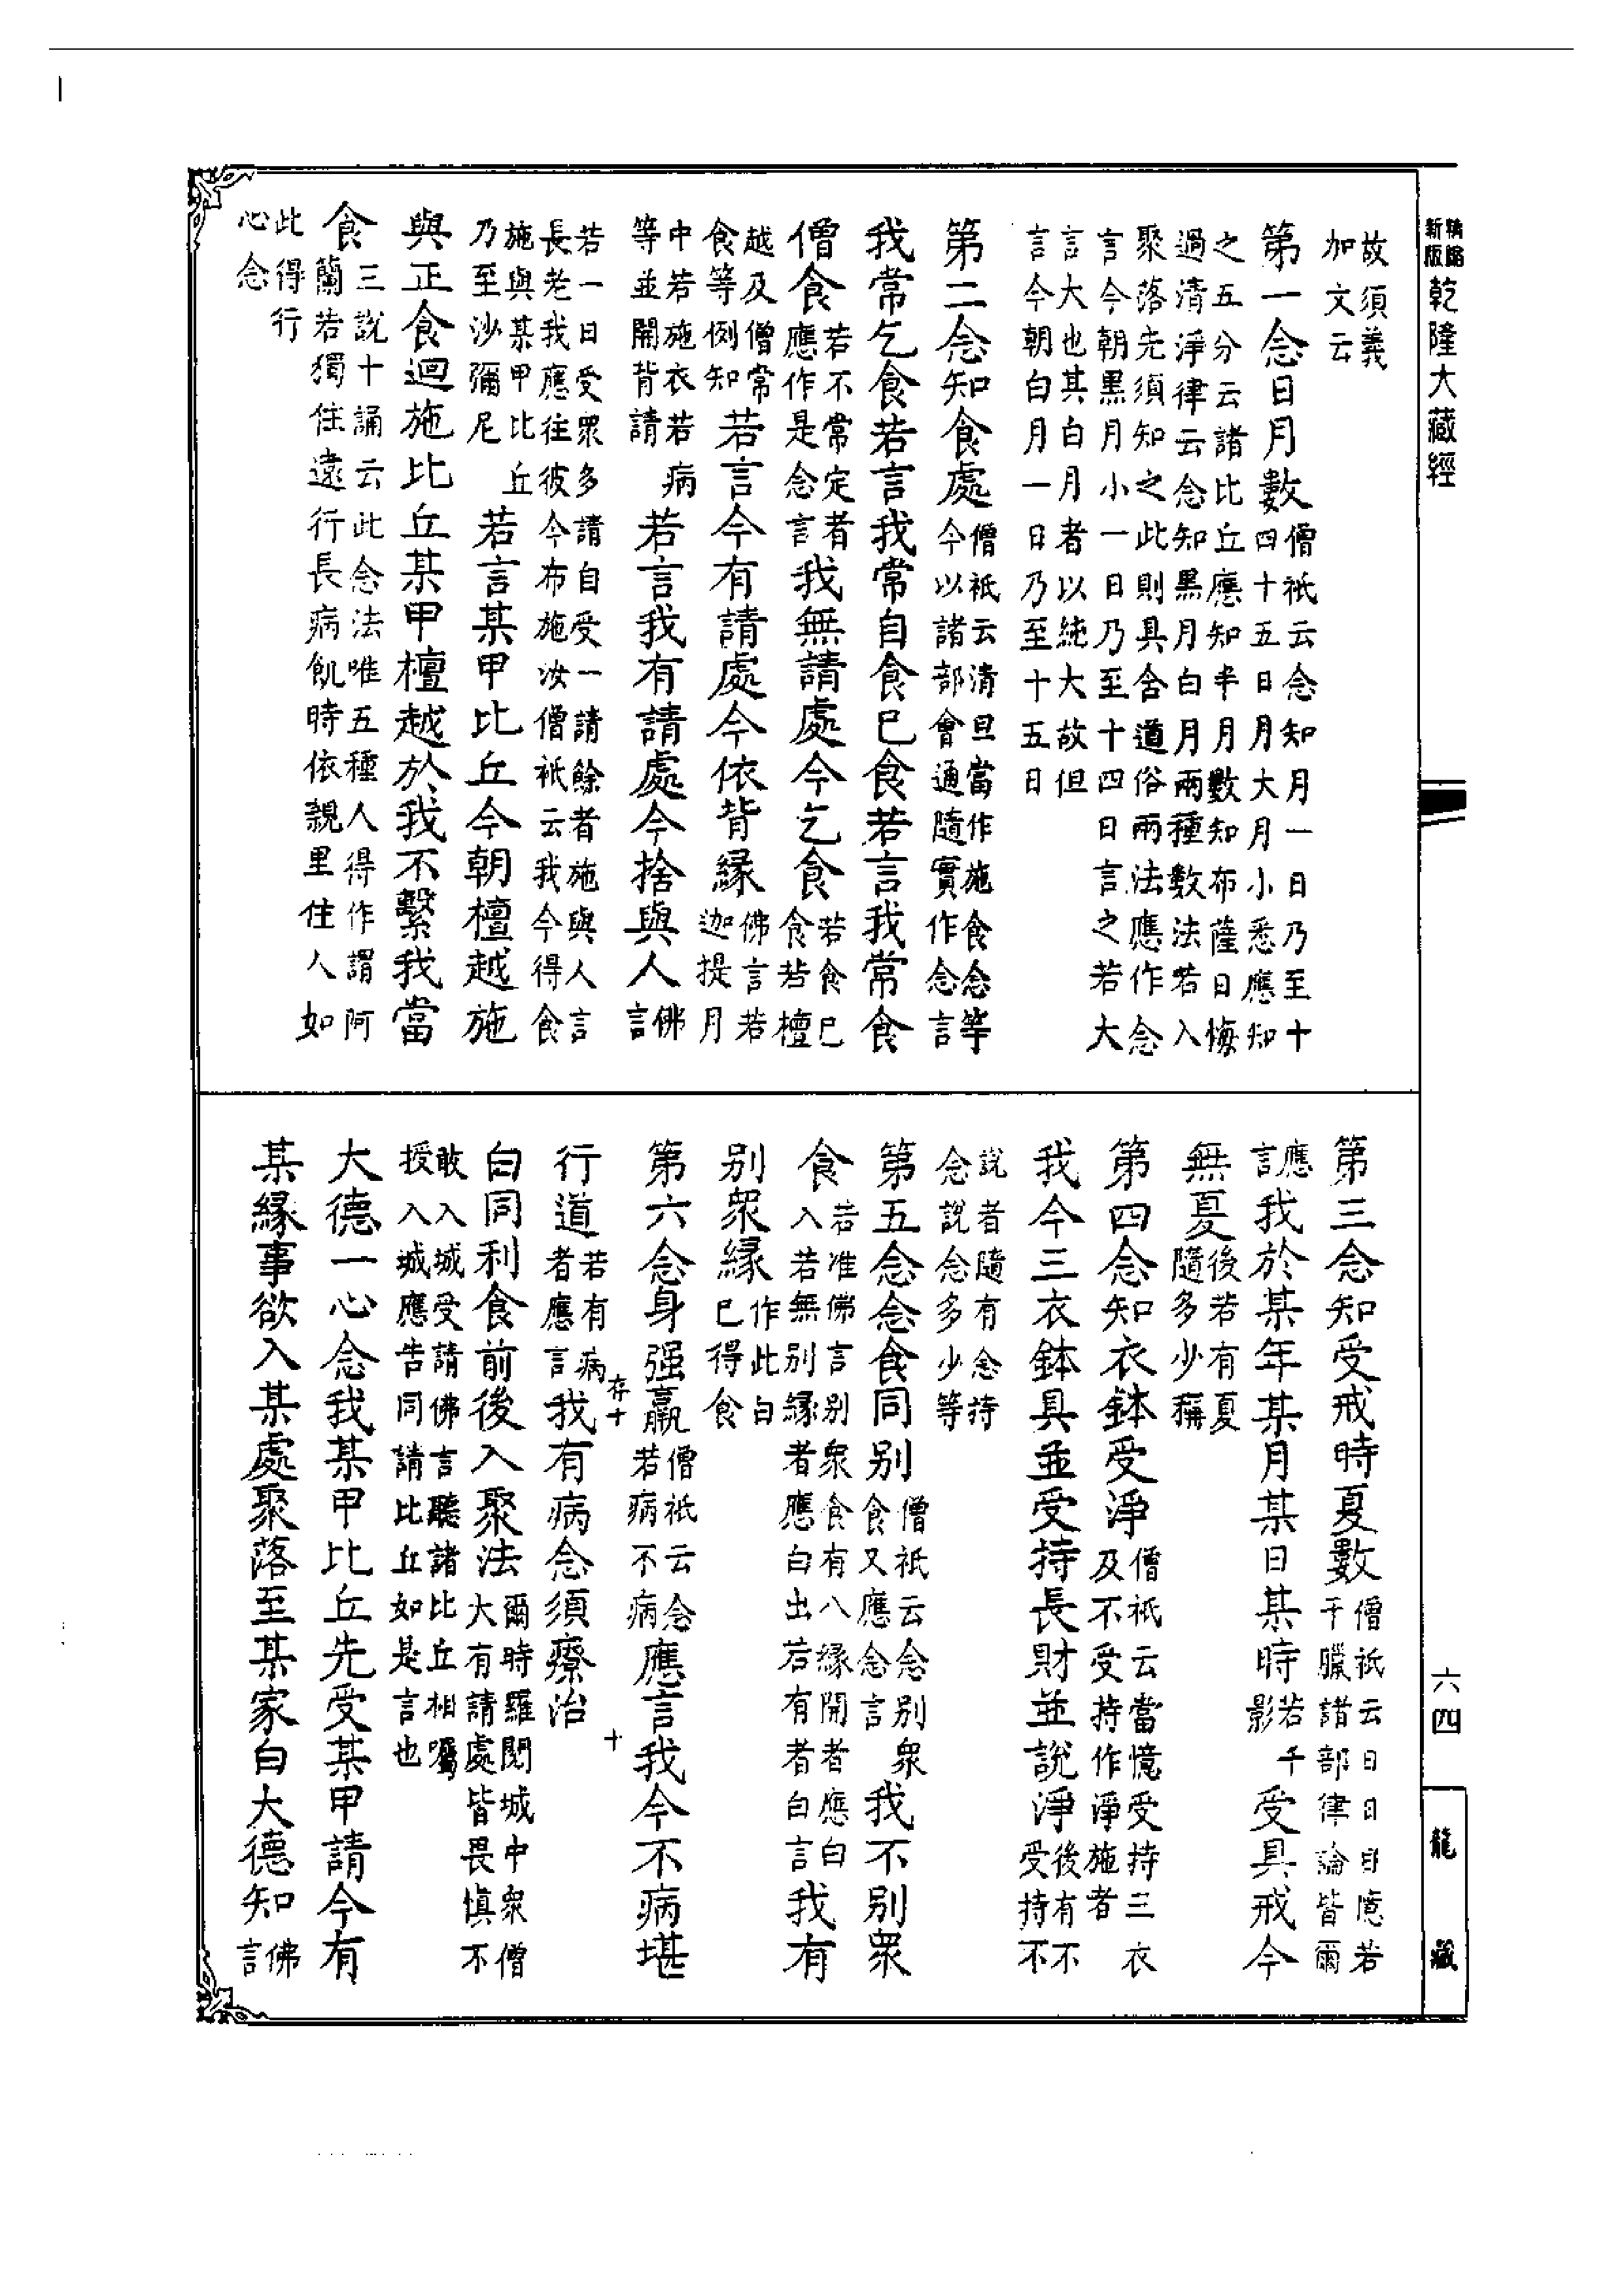 精縮新版乾隆大藏經
故須義加文云
第一念日月數僧祇云念知月一日乃至十四十五日月大月小悉應知
之五分云諸比丘應知半月月數知布薩日悔過清淨律云念知黑月白月兩種數法若入
聚落先須知之此則具含道俗兩法應作念言今朝黑月小一日乃至十四日言之若大
言大也其白月者以純大故但言今朝白月一日乃至十五日
第二念知食處僧祇云清旦當作施食念等今以諸部會通隨實作念言
我常乞食若言我常自食已食若言我常食
僧食若不常定者應作是念言我無請處今乞食若食已食若檀
越及僧常食等例知若言今有請處今依背緣佛言若迦提月
中若施衣若病等並開背請若言我有請處今捨與人佛言
若一日受衆多請自受一請餘者施與人言長老我應往彼今布施汝僧祇云我今得食
施與某甲比丘乃至沙彌尼若言某甲比丘今朝檀越施
與正食迴施比丘某甲檀越於我不繫我當
食三說十誦云此念法唯五種人得作謂阿蘭若獨住遠行長病飢時依親里住人如
此得行心念
第三念知受戒時夏數僧祇云日日自憶若干臘諸部律論皆爾
應言我於某年某月某日某時若干影受具戒今
無夏後若有夏隨多少稱
第四念知衣鉢受淨僧祇云當憶受持三衣及不受持作淨施者
我今三衣鉢具並受持長財並說淨後有不受持不
說者隨有念持念說念多少等
第五念念食同別僧祇云念別衆食又應念言我不別衆
食若准佛言別衆食有八緣開者應白入若無別緣者應白出若有者白言我有
別衆緣作此白已得食
第六念身强羸僧祇云念若病不病應言我今不病堪
存十
十
行道若有病者應言我有病念須療治
白同利食前後入聚法爾時羅閱城中衆僧大有請處皆畏慎不
敢入城受請佛言聽諸比丘相囑授入城應告同請比丘如是言也
大德一心念我某甲比丘先受某甲請今有
某緣事欲入某處聚落至某家白大德知佛言
六四
龍藏